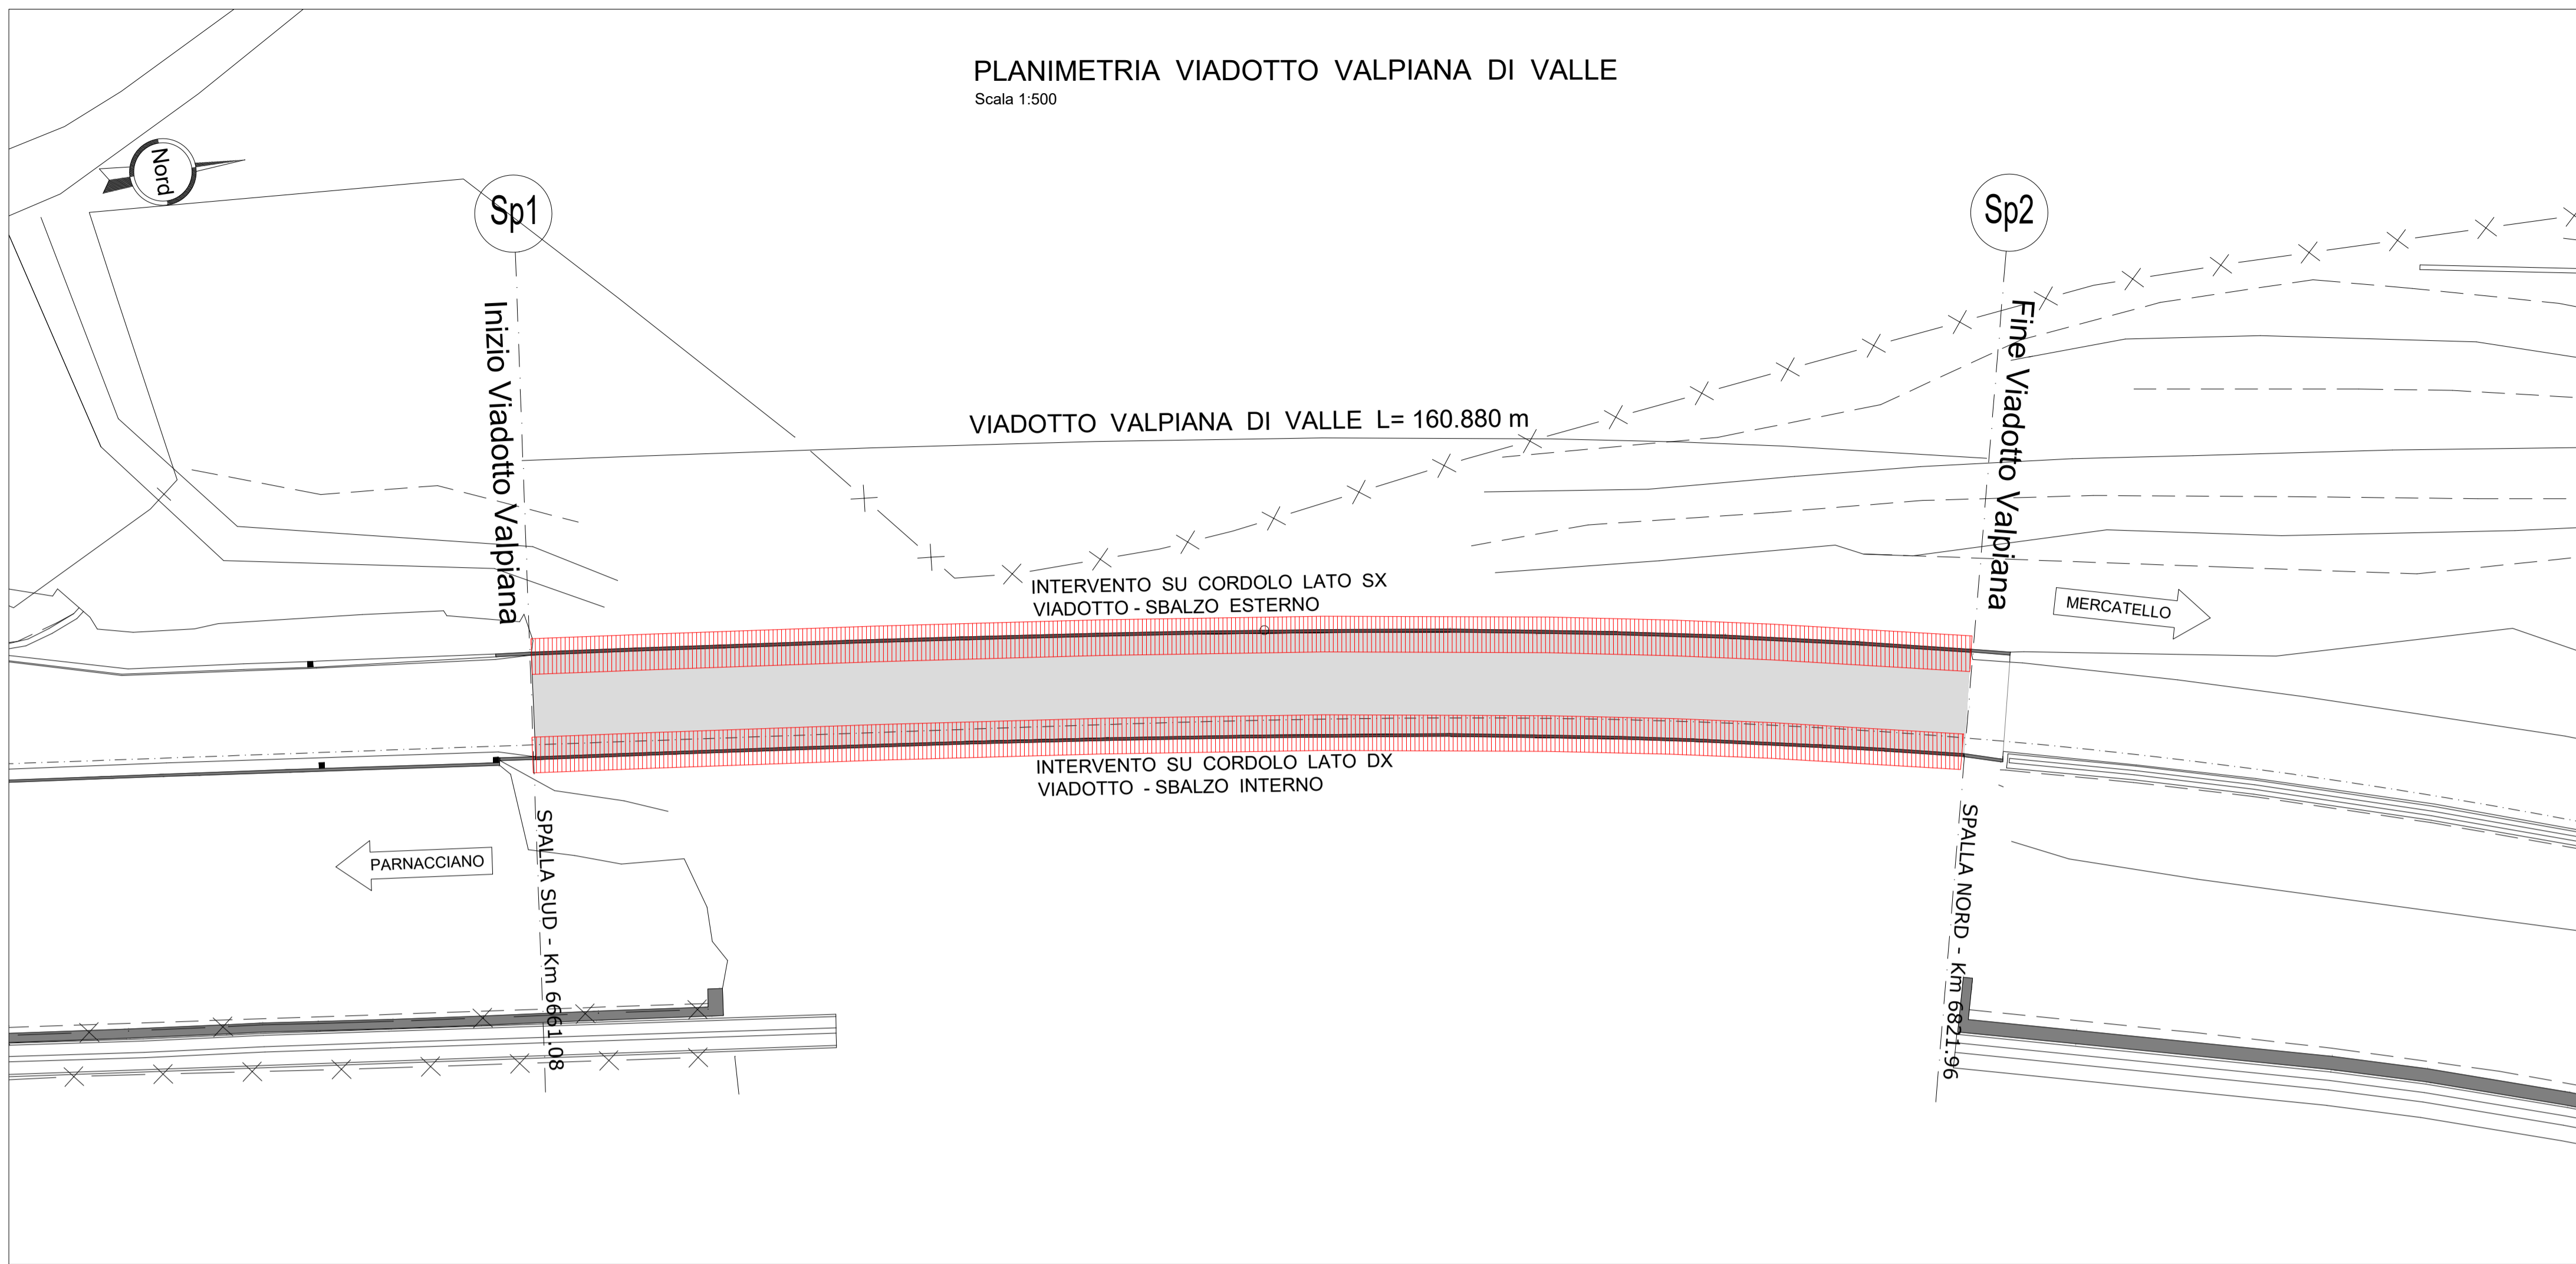 PLANIMETRIA VIADOTTO VALPIANA DI VALLE
Scala 1:500
Nord
Sp1
Sp2
Inizio Viadotto Valpiana
Fine Viadotto Valpiana
VIADOTTO VALPIANA DI VALLE L= 160.880 m
INTERVENTO SU CORDOLO LATO SX
VIADOTTO - SBALZO ESTERNO
MERCATELLO
INTERVENTO SU CORDOLO LATO DX
VIADOTTO - SBALZO INTERNO
PARNACCIANO
SPALLA SUD - Km 6661.08
SPALLA NORD - Km 6821.96